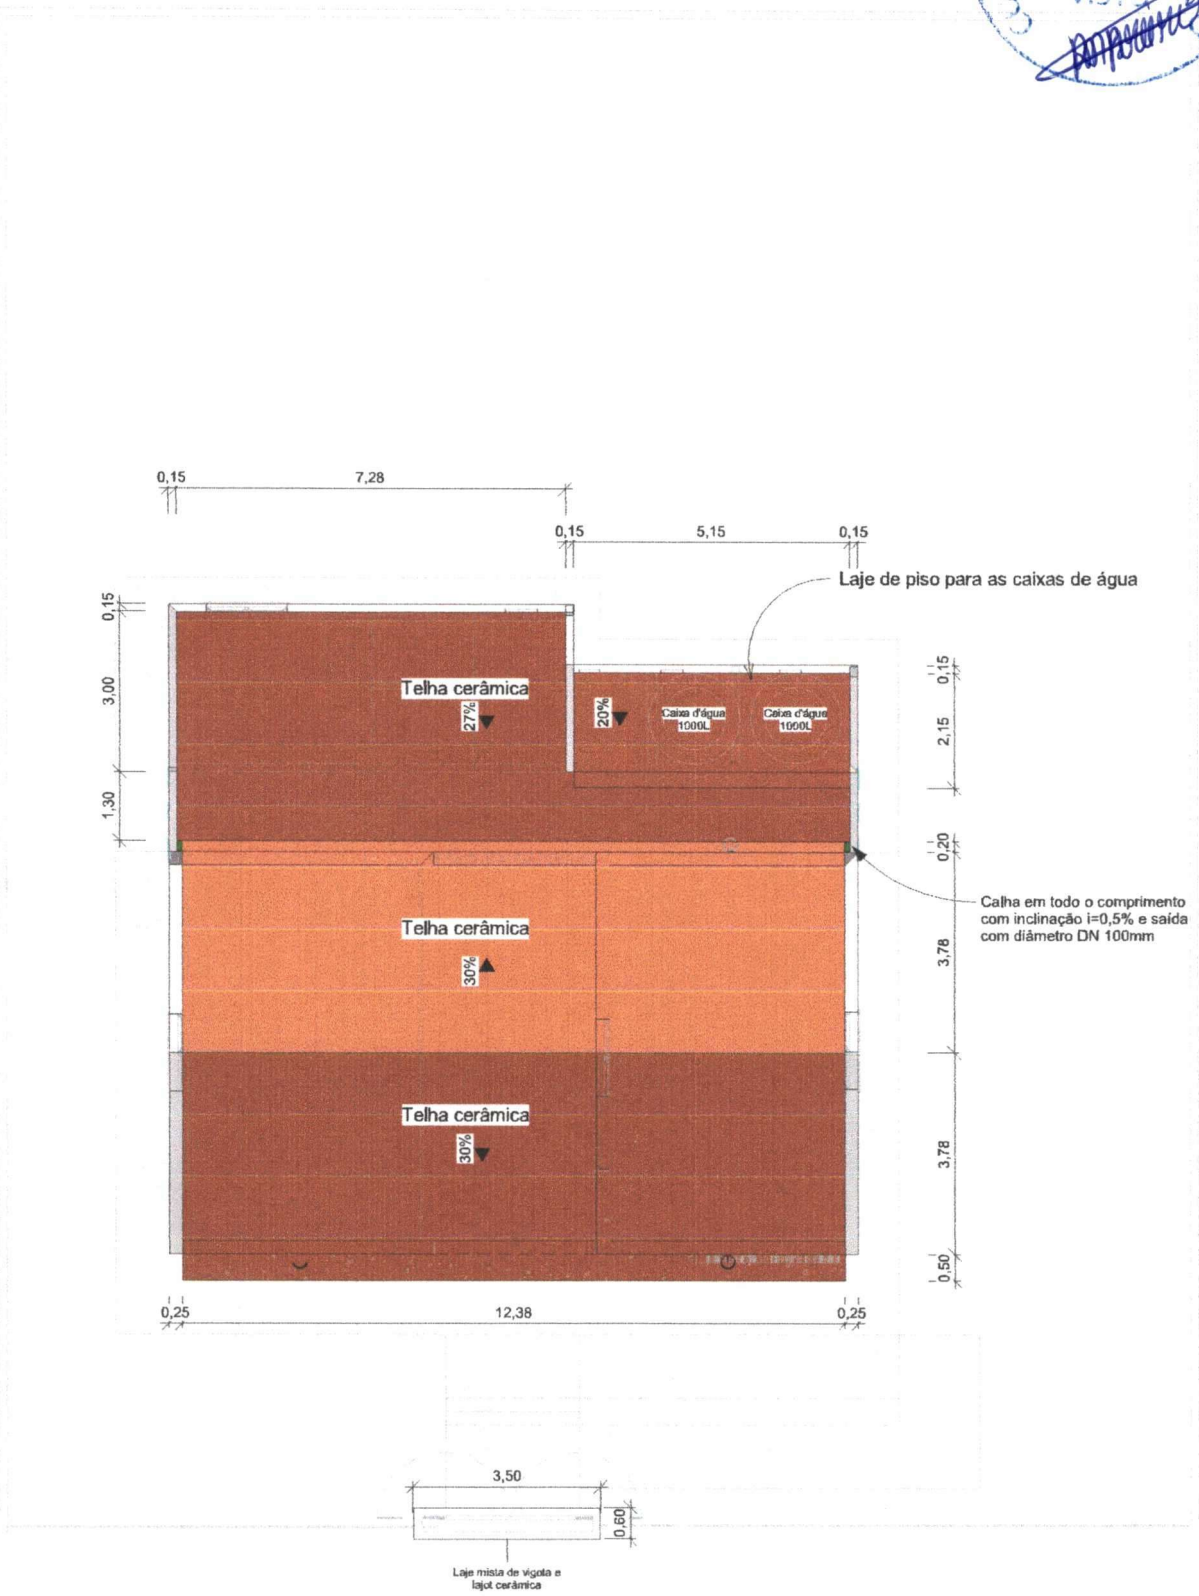 0,15
7,28
0,15
5,15
0,15
Laje de piso para as caixas de água
0,15
3,00
1,30
Telha cerâmica
27%
20%
Caixa d'água
1000L
Caixa d'água
1000L
0,15
2,15
0,20
3,78
3,78
0,50
Calha em todo o comprimento
com inclinação i=0,5% e saída
com diâmetro DN 100mm
Telha cerâmica
30%
Telha cerâmica
30%
0,25
12,38
0,25
3,50
0,60
Laje mista de vigota e
lajot cerâmica